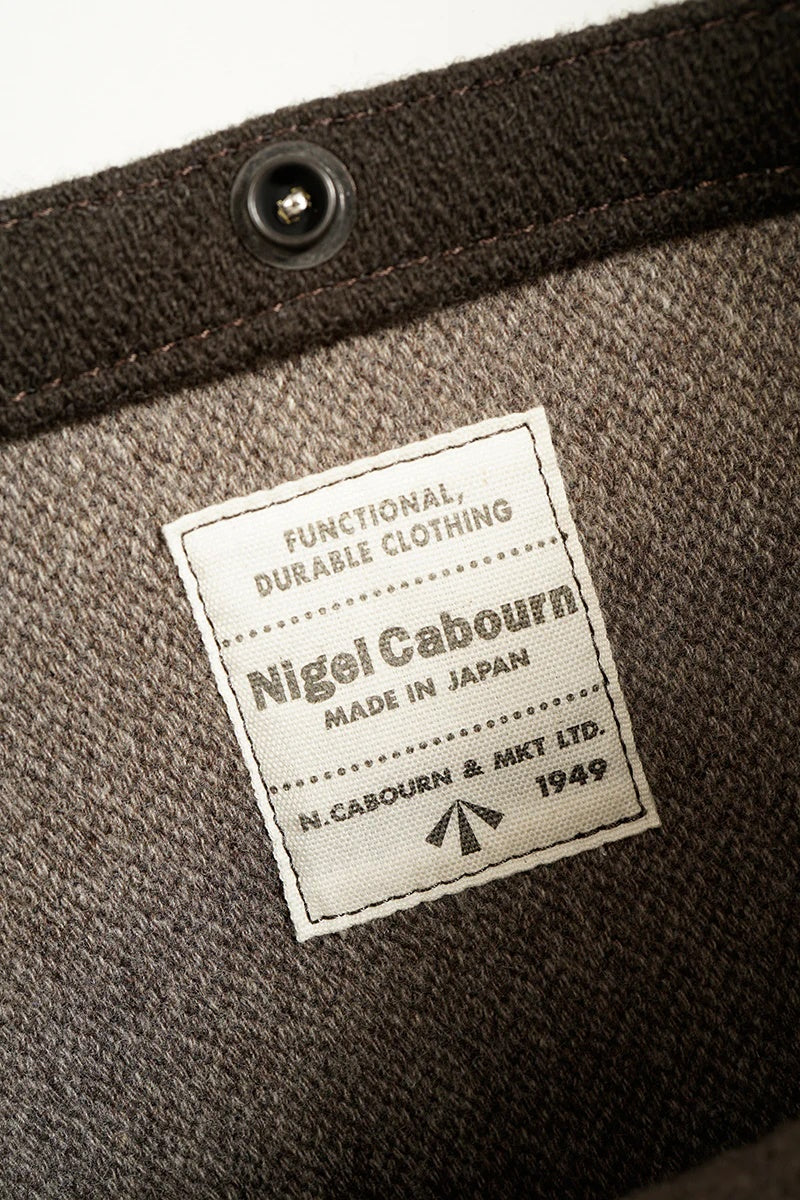 FUNCTIONAL,
DURABLE CLOTHING
Nigel Cabourn
MADE IN JAPAN
N.CABOURN & MKT LTD.
1949